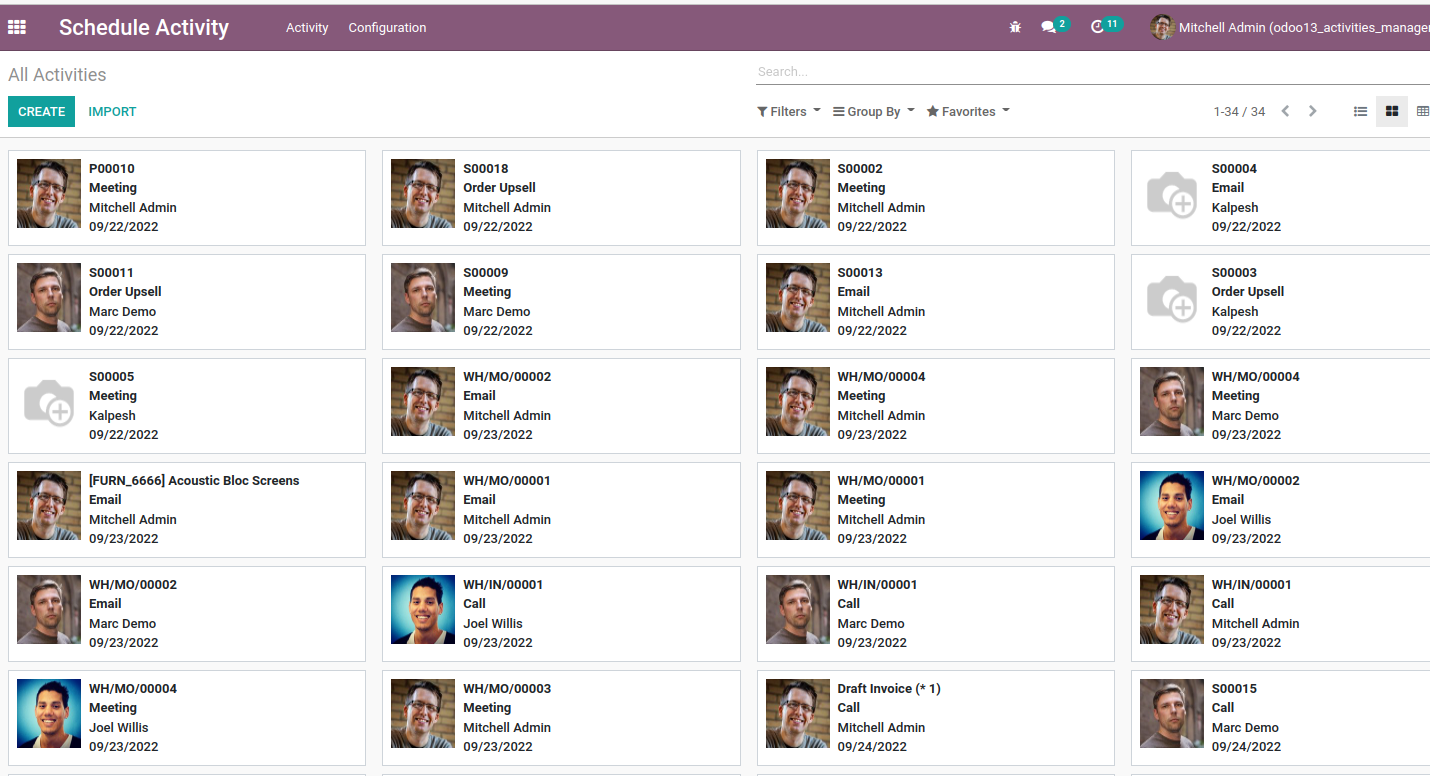 Schedule Activity
Activity
Configuration
2
11
Mitchell Admin (odoo13_activities_manager
All Activities
Search...
CREATE
IMPORT
Filters
Group By
Favorites
1-34 / 34
P00010
Meeting
Mitchell Admin
09/22/2022
S00018
Order Upsell
Mitchell Admin
09/22/2022
S00002
Meeting
Mitchell Admin
09/22/2022
S00004
Email
Kalpesh
09/22/2022
S00011
Order Upsell
Marc Demo
09/22/2022
S00009
Meeting
Marc Demo
09/22/2022
S00013
Email
Mitchell Admin
09/22/2022
S00003
Order Upsell
Kalpesh
09/22/2022
S00005
Meeting
Kalpesh
09/22/2022
WH/MO/00002
Email
Mitchell Admin
09/23/2022
WH/MO/00004
Meeting
Mitchell Admin
09/23/2022
WH/MO/00004
Meeting
Marc Demo
09/23/2022
[FURN_6666] Acoustic Bloc Screens
Email
Mitchell Admin
09/23/2022
WH/MO/00001
Email
Mitchell Admin
09/23/2022
WH/MO/00001
Meeting
Mitchell Admin
09/23/2022
WH/MO/00002
Email
Joel Willis
09/23/2022
WH/MO/00002
Email
Marc Demo
09/23/2022
WH/IN/00001
Call
Joel Willis
09/23/2022
WH/IN/00001
Call
Marc Demo
09/23/2022
WH/IN/00001
Call
Mitchell Admin
09/23/2022
WH/MO/00004
Meeting
Joel Willis
09/23/2022
WH/MO/00003
Meeting
Mitchell Admin
09/23/2022
Draft Invoice (* 1)
Call
Mitchell Admin
09/24/2022
S00015
Call
Marc Demo
09/24/2022